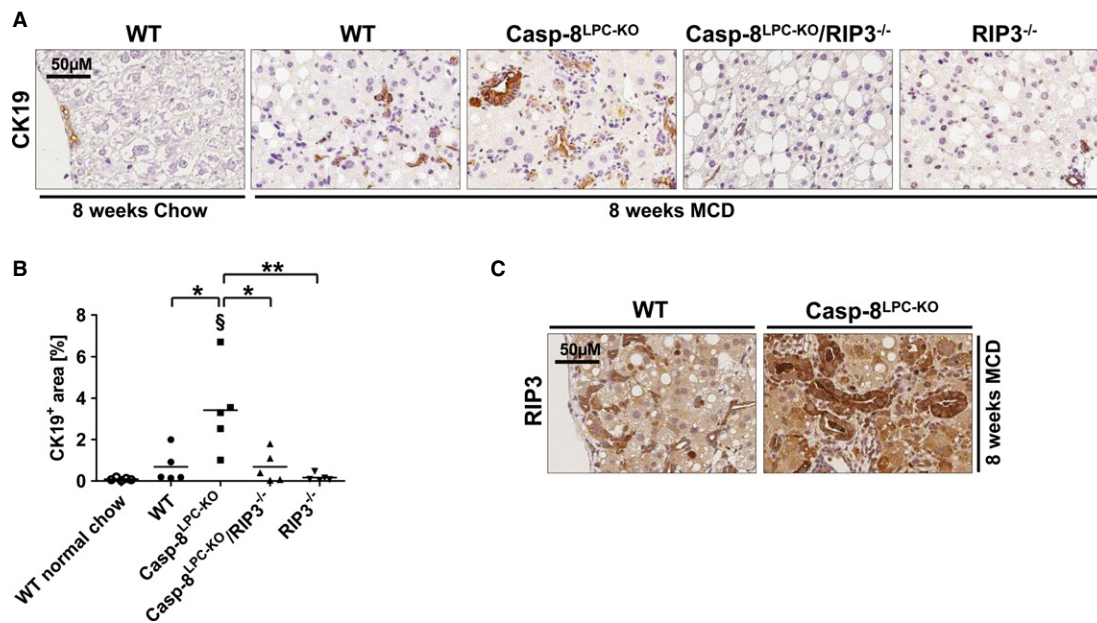 A
WT WT Casp-8LPC-KO Casp-8LPC-KO/RIP3-/- RIP3-/-
50µM
CK19
8 weeks Chow 8 weeks MCD
B
CK19+ area [%]
8
6
4
2
0
* * **
§
WT normal chow
WT
Casp-8LPC-KO
Casp-8LPC-KO/RIP3-/-
RIP3-/-
C
WT Casp-8LPC-KO
50µM
RIP3
8 weeks MCD